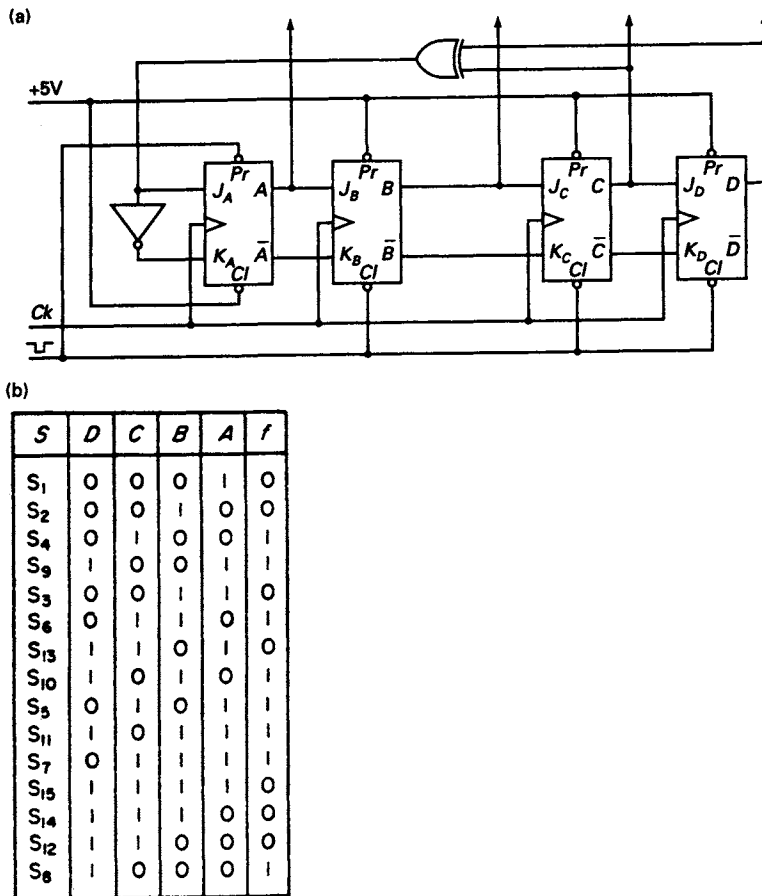 (a)
+5V
Pr Pr Pr Pr
J_A A J_B B J_C C J_D D
K_A A̅ K_B B̅ K_C C̅ K_D D̅
Cl Cl Cl Cl
Ck
(b)
S D C B A f
S₁ 0 0 0 1 0
S₂ 0 0 1 0 0
S₄ 0 1 0 0 1
S₉ 1 0 0 1 1
S₃ 0 0 1 1 0
S₆ 0 1 1 0 1
S₁₃ 1 1 0 1 0
S₁₀ 1 0 1 0 1
S₅ 0 1 0 1 1
S₁₁ 1 0 1 1 1
S₇ 0 1 1 1 1
S₁₅ 1 1 1 1 0
S₁₄ 1 1 1 0 0
S₁₂ 1 1 0 0 0
S₈ 1 0 0 0 1